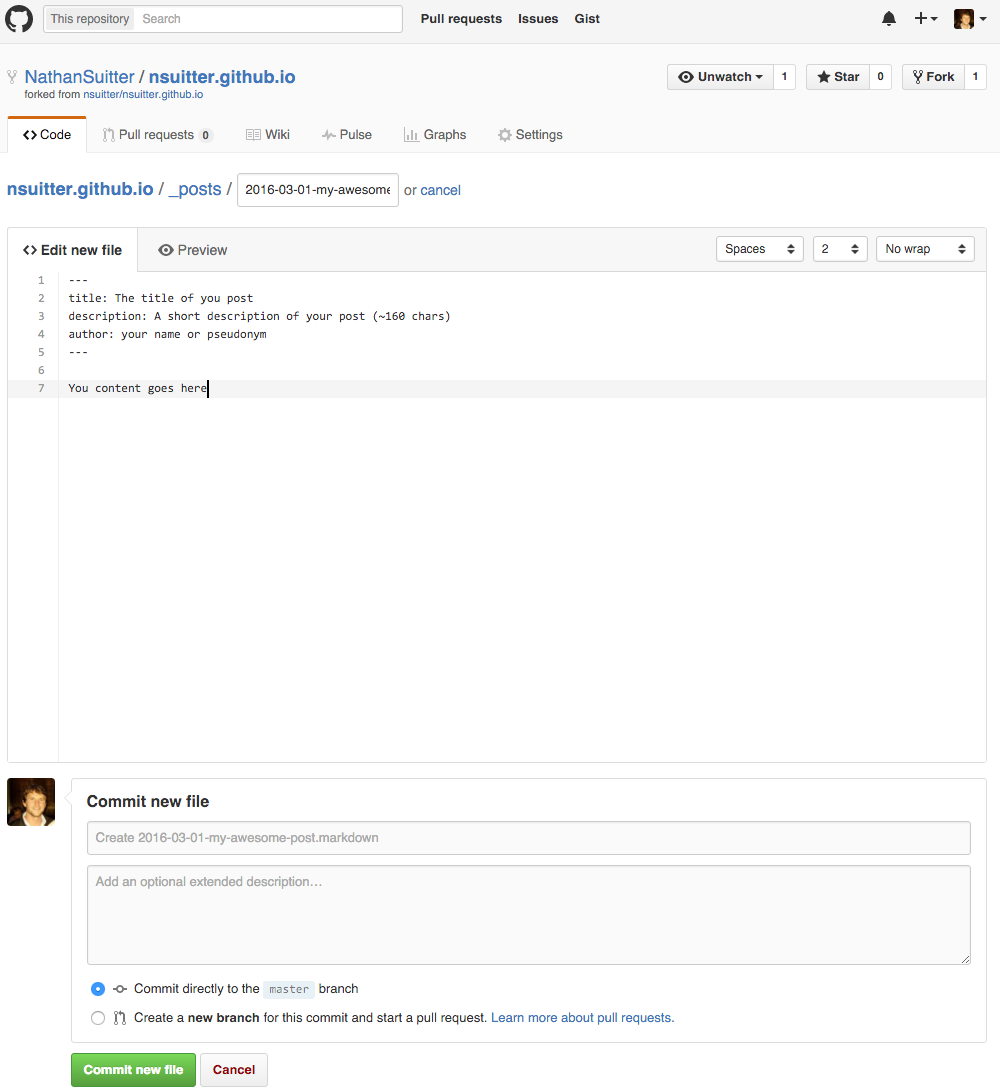 This repository Search Pull requests Issues Gist
NathanSuitter / nsuitter.github.io Unwatch 1 Star 0 Fork 1
forked from nsuitter/nsuitter.github.io
Code Pull requests 0 Wiki Pulse Graphs Settings
nsuitter.github.io / _posts / 2016-03-01-my-awesome or cancel
Edit new file Preview Spaces 2 No wrap
1 ---
2 title: The title of you post
3 description: A short description of your post (~160 chars)
4 author: your name or pseudonym
5 ---
6
7 You content goes here
Commit new file
Create 2016-03-01-my-awesome-post.markdown
Add an optional extended description…
Commit directly to the master branch
Create a new branch for this commit and start a pull request. Learn more about pull requests.
Commit new file Cancel